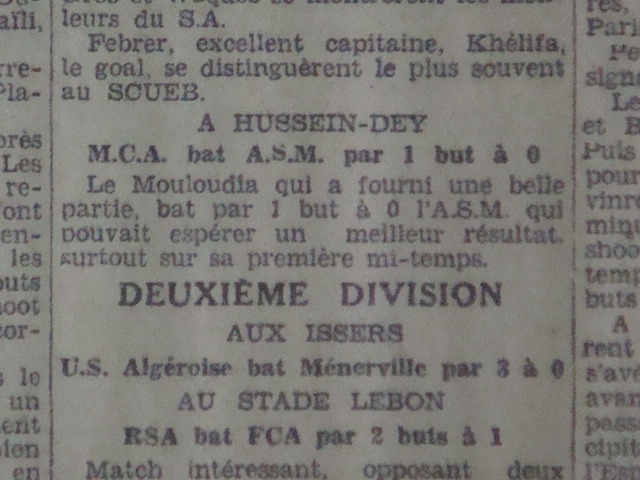 leurs du S.A.
Febrer, excellent capitaine, Khélifa,
le goal, se distinguèrent le plus souvent
au SCUEB.
A HUSSEIN-DEY
M.C.A. bat A.S.M. par 1 but à 0
Le Mouloudia qui a fourni une belle
partie, bat par 1 but à 0 l'A.S.M. qui
pouvait espérer un meilleur résultat,
surtout sur sa première mi-temps.
DEUXIÈME DIVISION
AUX ISSERS
U.S. Algéroise bat Ménerville par 3 à 0
AU STADE LEBON
RSA bat FCA par 2 buts à 1
Match intéressant, opposant deux